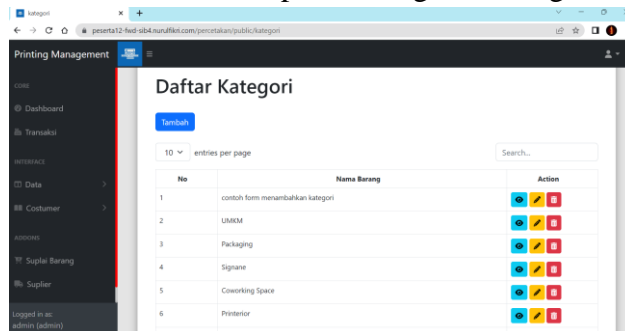 kategori
peserta12-fwd-sib4.nurulfikri.com/percetakan/public/kategori
Printing Management
CORE
Dashboard
Transaksi
INTERFACE
Data
Costumer
ADDONS
Suplai Barang
Suplier
Logged in as:
admin (admin)
Daftar Kategori
Tambah
10 entries per page
Search...
No Nama Barang Action
1 contoh form menambahkan kategori
2 UMKM
3 Packaging
4 Signane
5 Coworking Space
6 Printerior